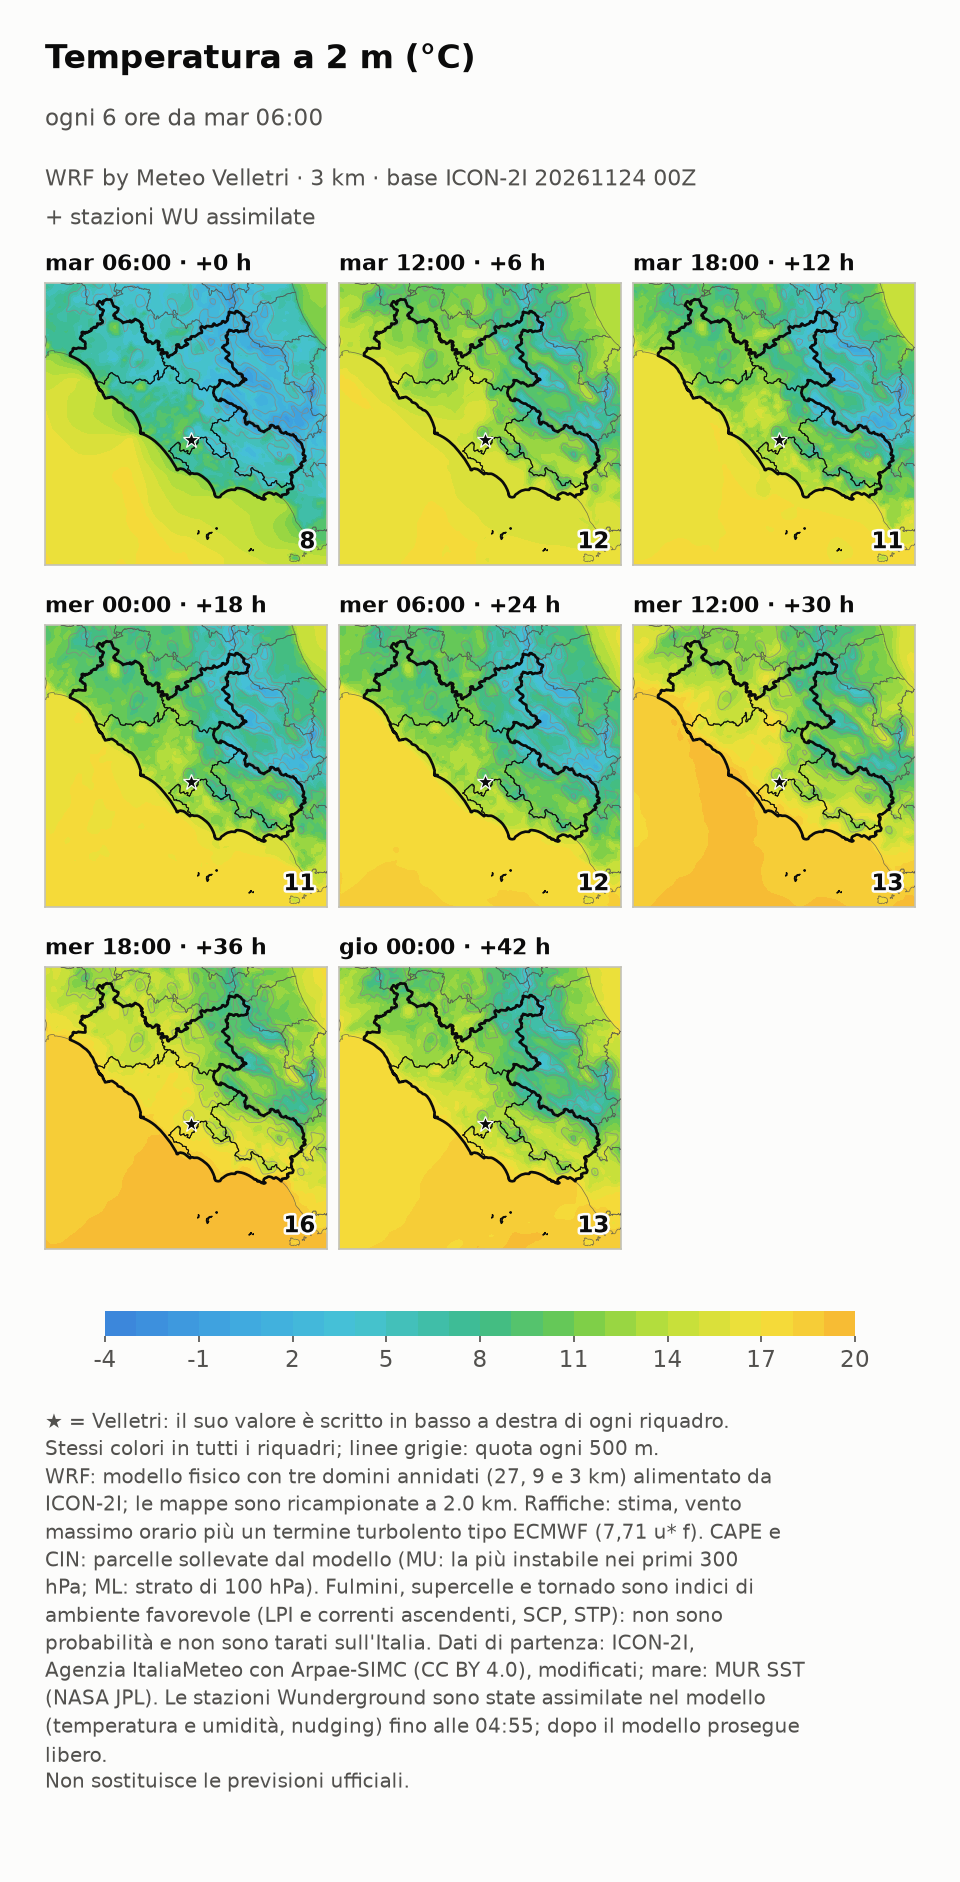 Temperatura a 2 m (°C)
ogni 6 ore da mar 06:00
WRF by Meteo Velletri · 3 km · base ICON-2I 20261124 00Z
+ stazioni WU assimilate
mar 06:00 · +0 h
mar 12:00 · +6 h
mar 18:00 · +12 h
8
12
11
mer 00:00 · +18 h
mer 06:00 · +24 h
mer 12:00 · +30 h
11
12
13
mer 18:00 · +36 h
gio 00:00 · +42 h
16
13
-4 -1 2 5 8 11 14 17 20
★ = Velletri: il suo valore è scritto in basso a destra di ogni riquadro.
Stessi colori in tutti i riquadri; linee grigie: quota ogni 500 m.
WRF: modello fisico con tre domini annidati (27, 9 e 3 km) alimentato da
ICON-2I; le mappe sono ricampionate a 2.0 km. Raffiche: stima, vento
massimo orario più un termine turbolento tipo ECMWF (7,71 u* f). CAPE e
CIN: parcelle sollevate dal modello (MU: la più instabile nei primi 300
hPa; ML: strato di 100 hPa). Fulmini, supercelle e tornado sono indici di
ambiente favorevole (LPI e correnti ascendenti, SCP, STP): non sono
probabilità e non sono tarati sull'Italia. Dati di partenza: ICON-2I,
Agenzia ItaliaMeteo con Arpae-SIMC (CC BY 4.0), modificati; mare: MUR SST
(NASA JPL). Le stazioni Wunderground sono state assimilate nel modello
(temperatura e umidità, nudging) fino alle 04:55; dopo il modello prosegue
libero.
Non sostituisce le previsioni ufficiali.